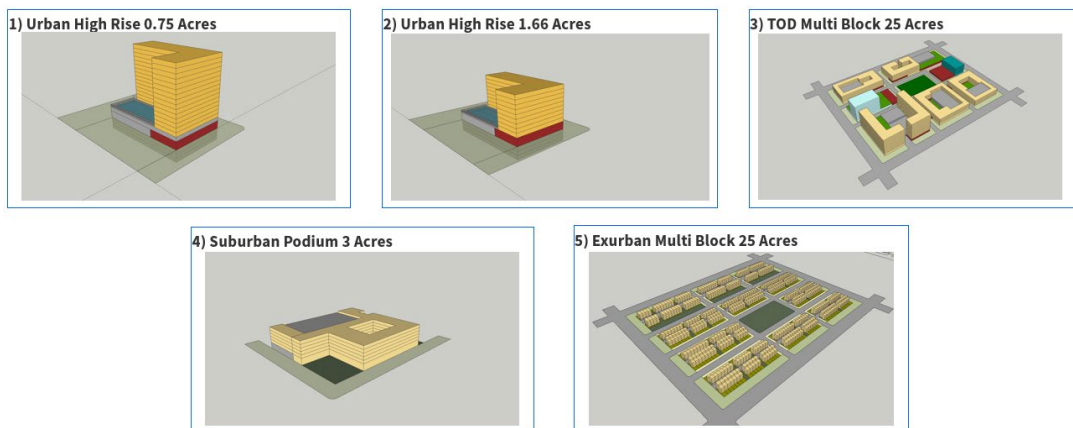 1) Urban High Rise 0.75 Acres
2) Urban High Rise 1.66 Acres
3) TOD Multi Block 25 Acres
4) Suburban Podium 3 Acres
5) Exurban Multi Block 25 Acres